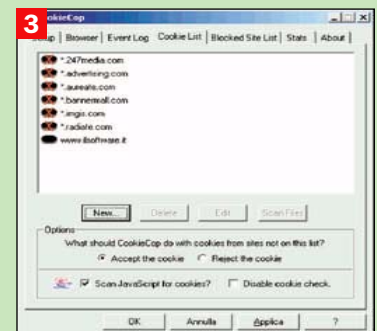 3
CookieCop
Setup Browser Event Log Cookie List Blocked Site List Stats About
*.247media.com
*.advertising.com
*.aureate.com
*.bannermall.com
*.imgis.com
*.radiate.com
www.ilsoftware.it
New... Delete Edit Scan Files
Options
What should CookieCop do with cookies from sites not on this list?
Accept the cookie Reject the cookie
Scan JavaScript for cookies? Disable cookie check.
OK Annulla Applica ?